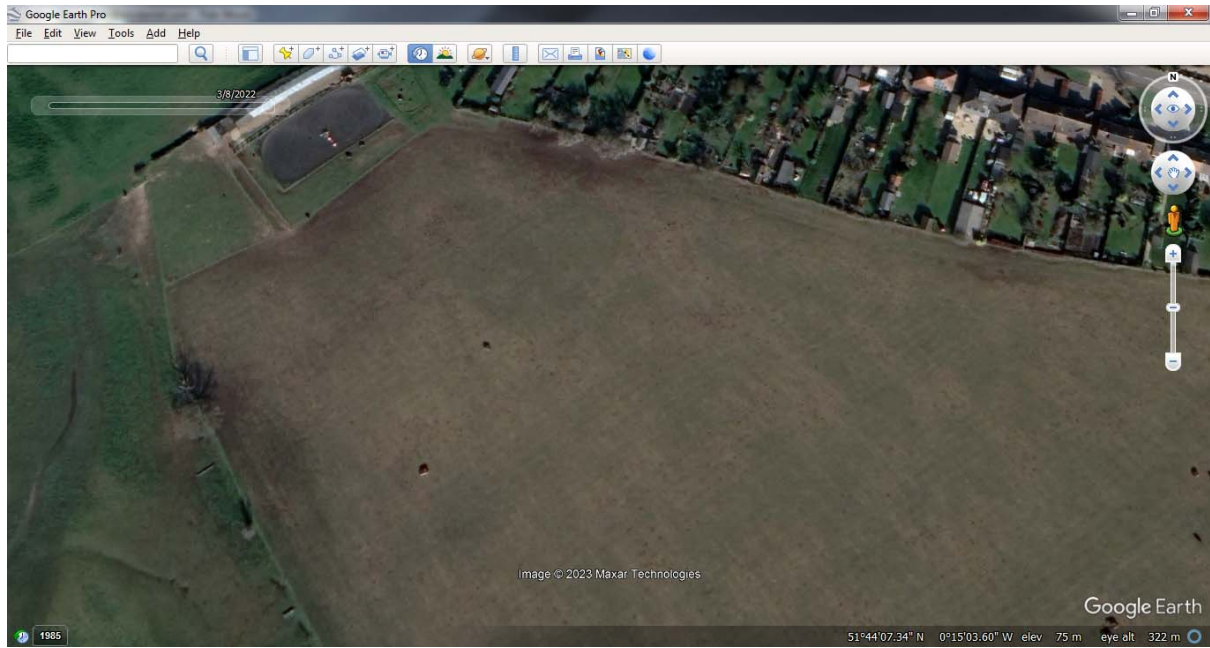 Google Earth Pro
File Edit View Tools Add Help
3/8/2022
N
Image © 2023 Maxar Technologies
Google Earth
1985
51°44'07.34" N 0°15'03.60" W elev 75 m eye alt 322 m